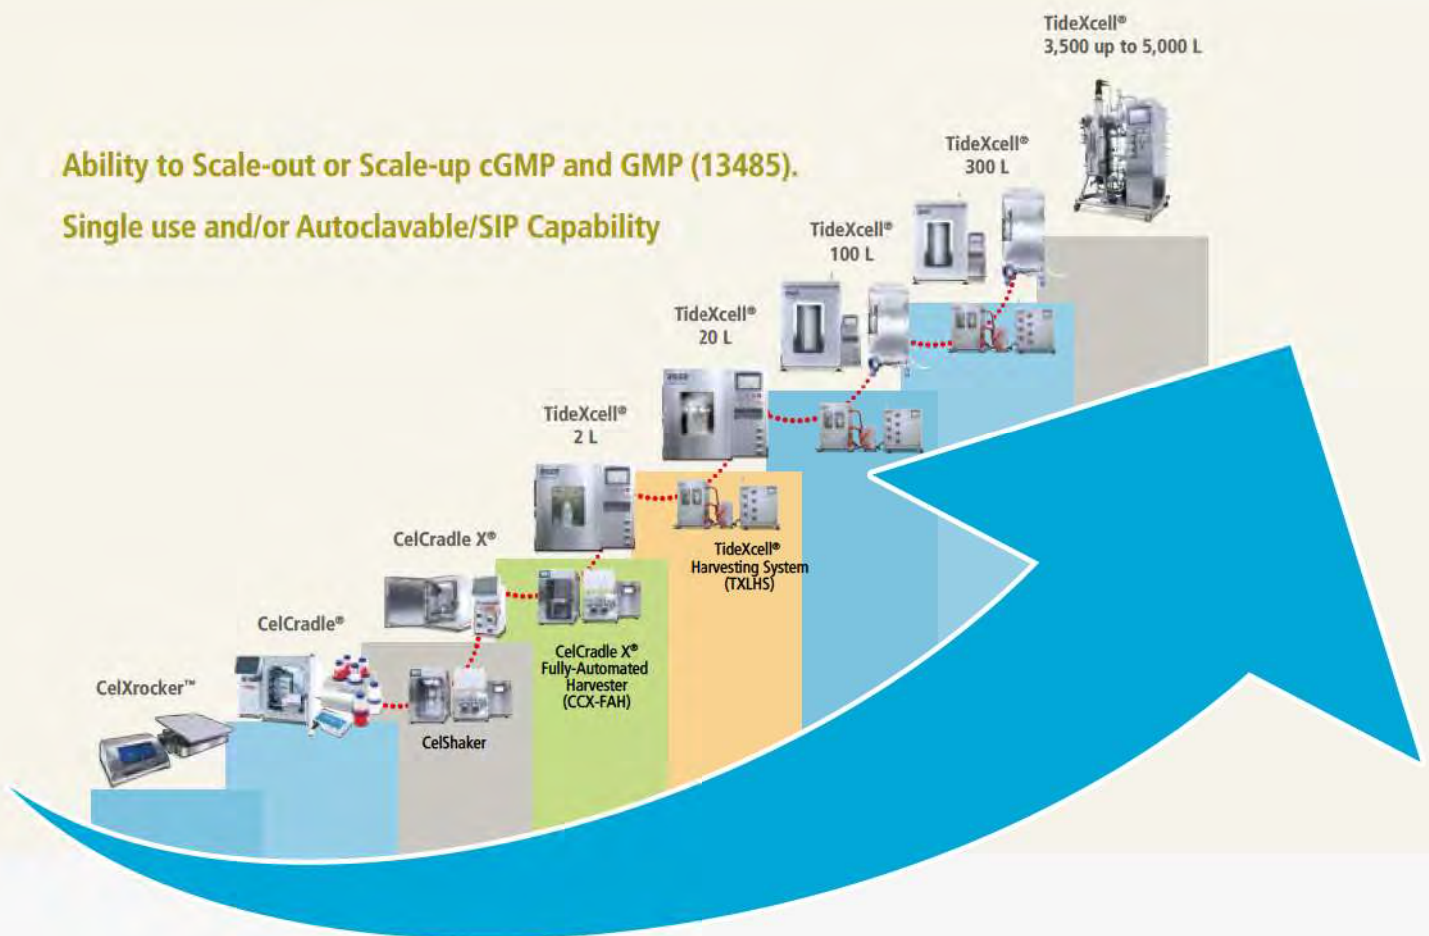 TideXcell®
3,500 up to 5,000 L
Ability to Scale-out or Scale-up cGMP and GMP (13485).
Single use and/or Autoclavable/SIP Capability
TideXcell®
300 L
TideXcell®
100 L
TideXcell®
20 L
TideXcell®
2 L
CelCradle X®
CelCradle®
CelXrocker™
TideXcell®
Harvesting System
(TXLHS)
CelCradle X®
Fully-Automated
Harvester
(CCX-FAH)
CelShaker